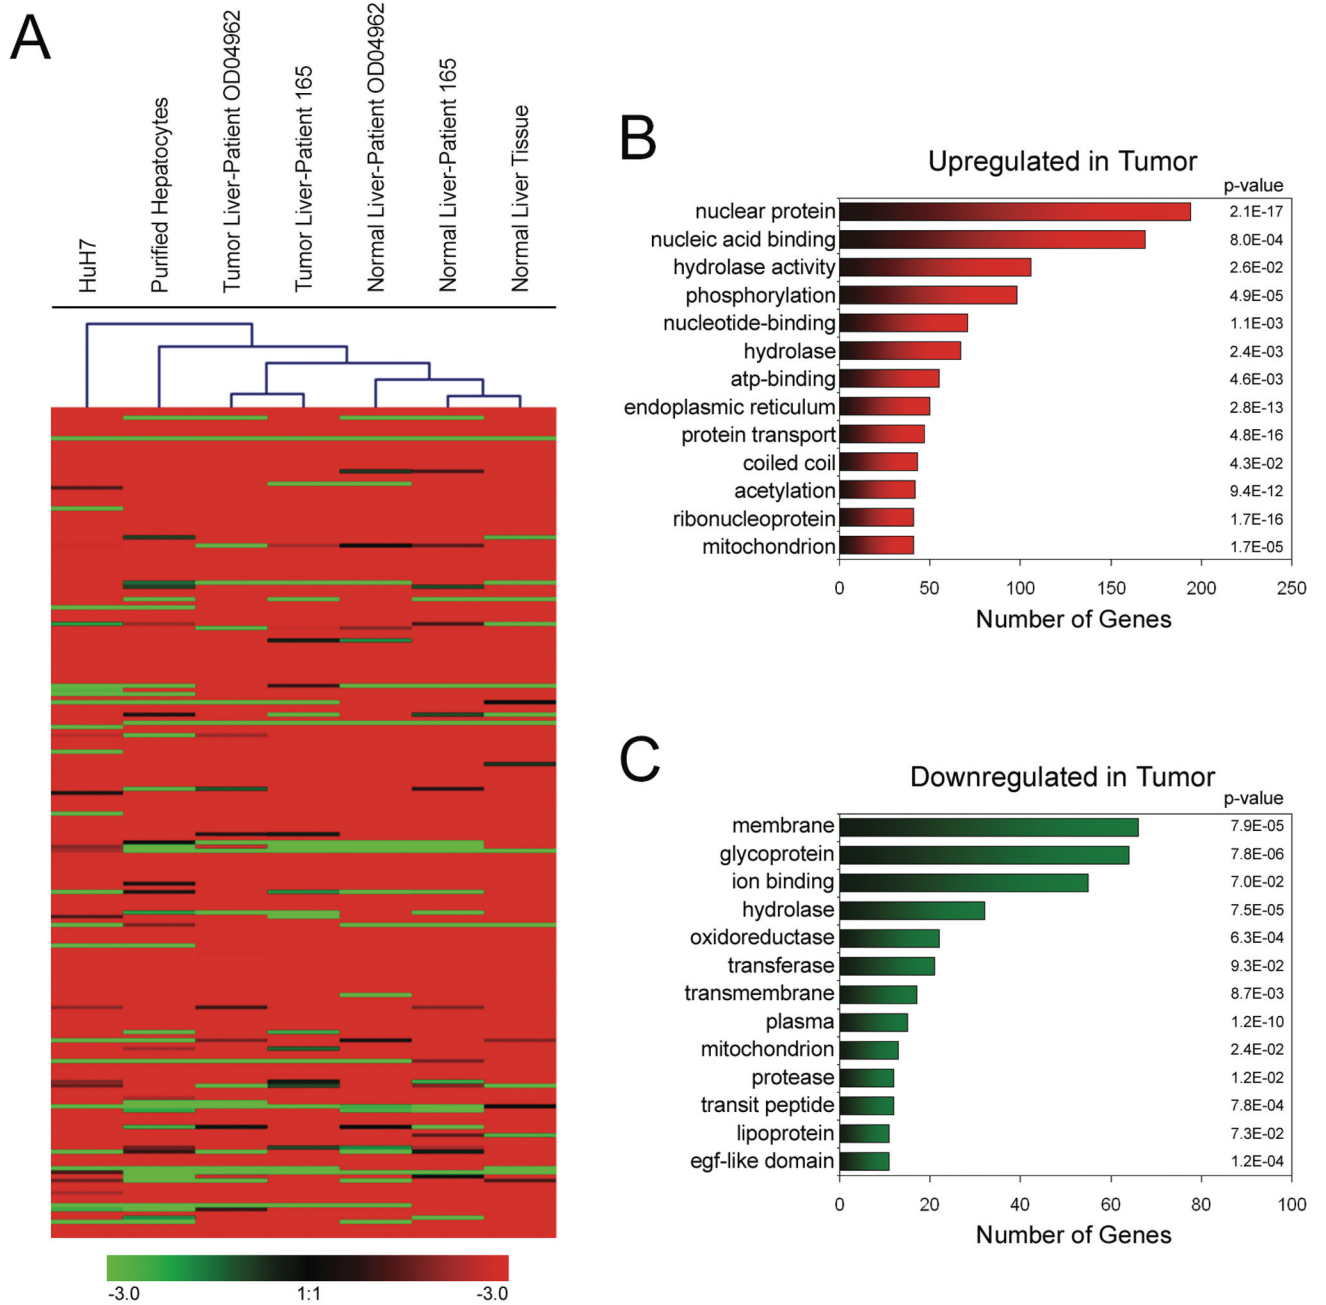 A
HuH7
Purified Hepatocytes
Tumor Liver-Patient OD04962
Tumor Liver-Patient 165
Normal Liver-Patient OD04962
Normal Liver-Patient 165
Normal Liver Tissue
-3.0 1:1 -3.0
B
Upregulated in Tumor
p-value
nuclear protein 2.1E-17
nucleic acid binding 8.0E-04
hydrolase activity 2.6E-02
phosphorylation 4.9E-05
nucleotide-binding 1.1E-03
hydrolase 2.4E-03
atp-binding 4.6E-03
endoplasmic reticulum 2.8E-13
protein transport 4.8E-16
coiled coil 4.3E-02
acetylation 9.4E-12
ribonucleoprotein 1.7E-16
mitochondrion 1.7E-05
0 50 100 150 200 250
Number of Genes
C
Downregulated in Tumor
p-value
membrane 7.9E-05
glycoprotein 7.8E-06
ion binding 7.0E-02
hydrolase 7.5E-05
oxidoreductase 6.3E-04
transferase 9.3E-02
transmembrane 8.7E-03
plasma 1.2E-10
mitochondrion 2.4E-02
protease 1.2E-02
transit peptide 7.8E-04
lipoprotein 7.3E-02
egf-like domain 1.2E-04
0 20 40 60 80 100
Number of Genes